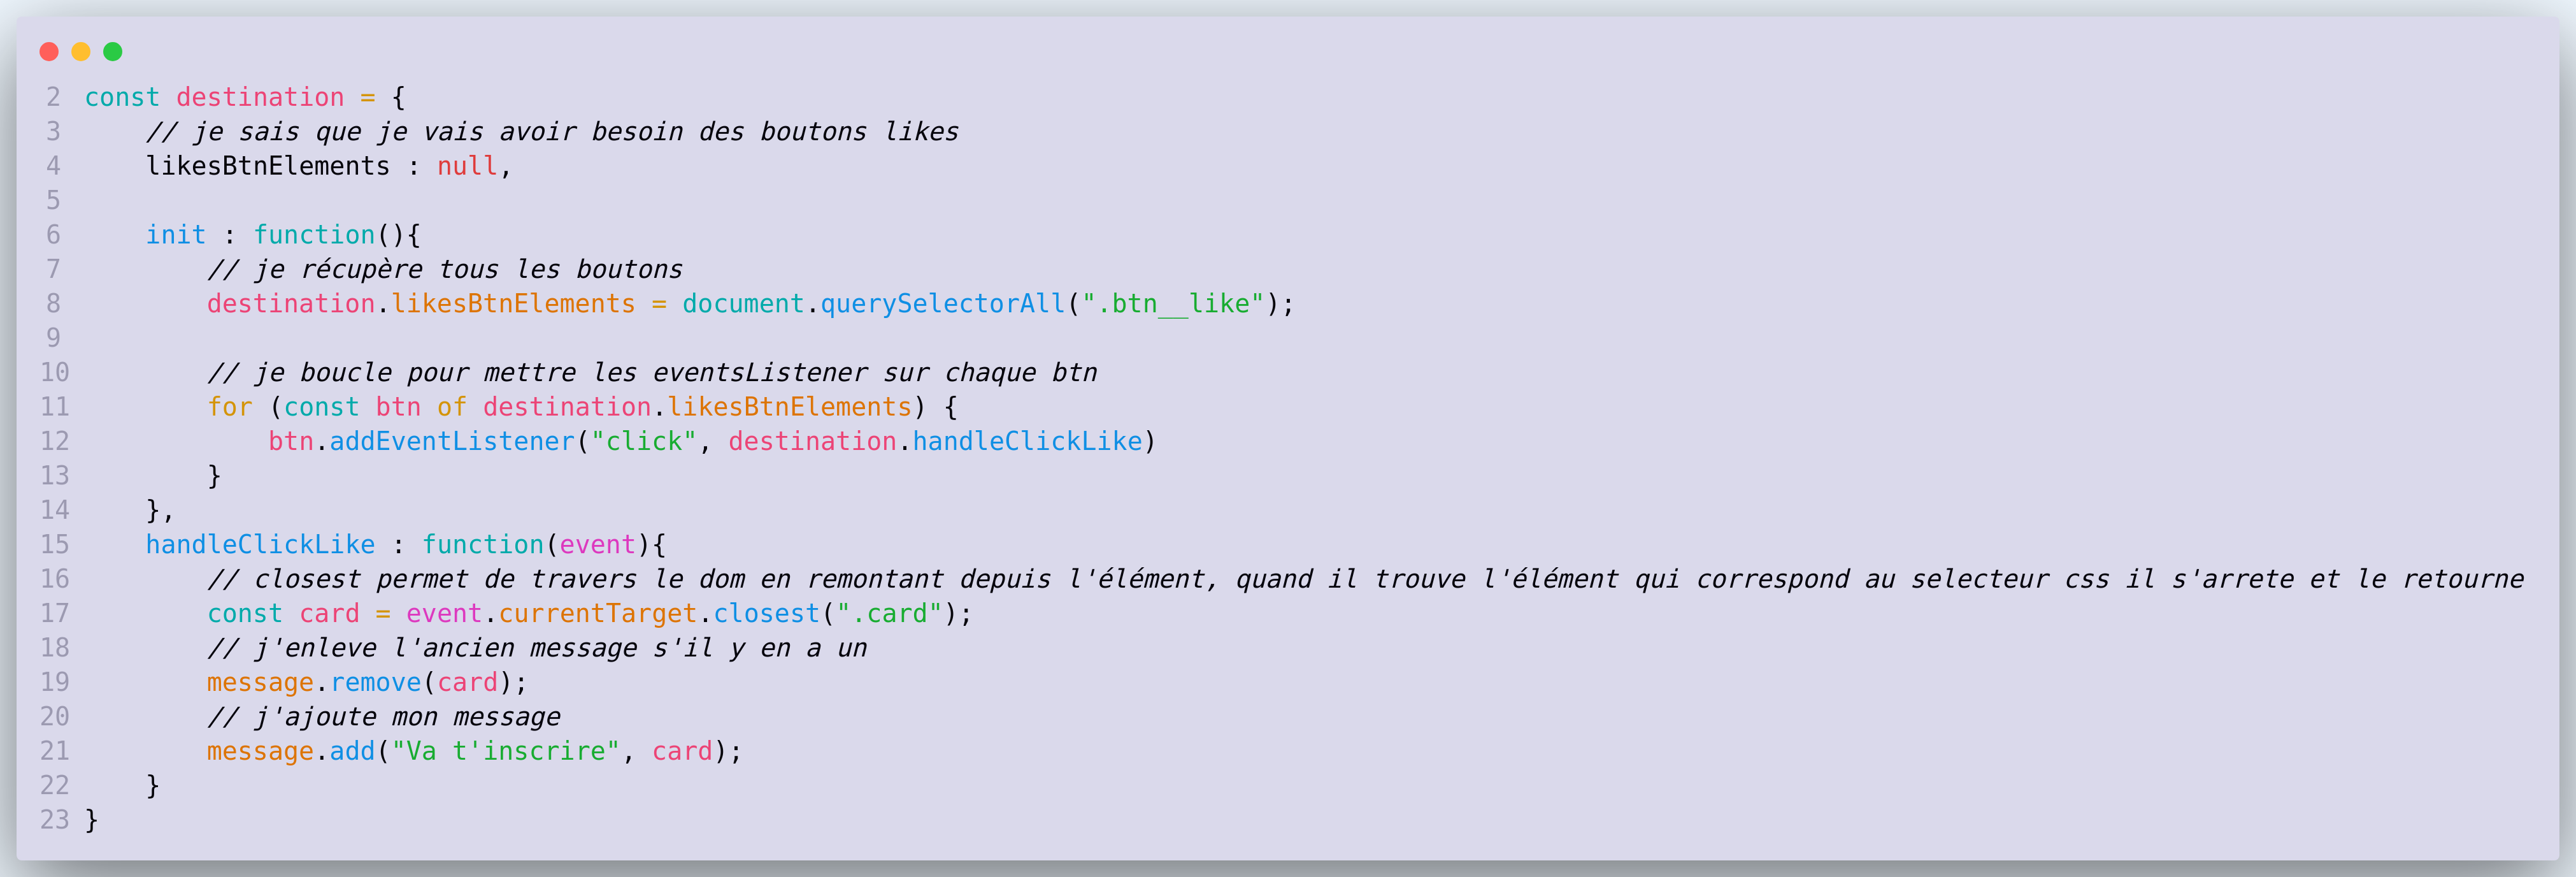 2 const destination = {
3     // je sais que je vais avoir besoin des boutons likes
4     likesBtnElements : null,
5
6     init : function(){
7         // je récupère tous les boutons
8         destination.likesBtnElements = document.querySelectorAll(".btn__like");
9
10         // je boucle pour mettre les eventsListener sur chaque btn
11         for (const btn of destination.likesBtnElements) {
12             btn.addEventListener("click", destination.handleClickLike)
13         }
14     },
15     handleClickLike : function(event){
16         // closest permet de travers le dom en remontant depuis l'élément, quand il trouve l'élément qui correspond au selecteur css il s'arrete et le retourne
17         const card = event.currentTarget.closest(".card");
18         // j'enleve l'ancien message s'il y en a un
19         message.remove(card);
20         // j'ajoute mon message
21         message.add("Va t'inscrire", card);
22     }
23 }